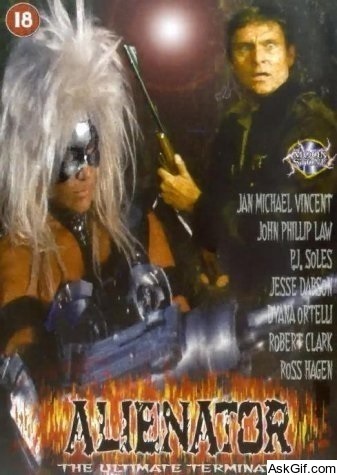 18
JAN MICHAEL VINCENT
JOHN PHILLIP LAW
P.J. SOLES
JESSE DABSON
DYANA ORTELLI
ROBERT CLARK
ROSS HAGEN
ALIENATOR
THE ULTIMATE TERMINAT
AskGif.com